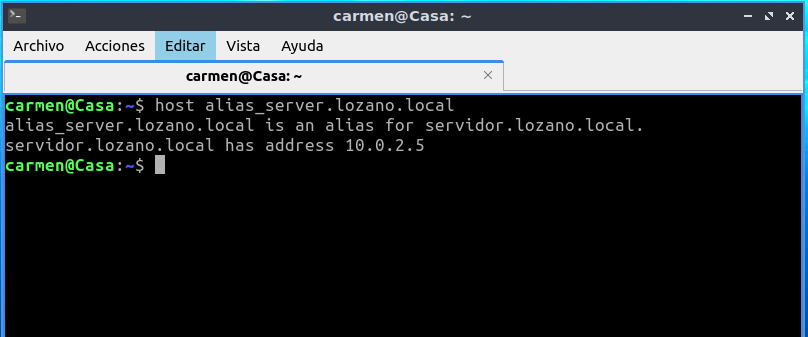 carmen@Casa: ~
Archivo Acciones Editar Vista Ayuda
carmen@Casa: ~
carmen@Casa:~$ host alias_server.lozano.local
alias_server.lozano.local is an alias for servidor.lozano.local.
servidor.lozano.local has address 10.0.2.5
carmen@Casa:~$